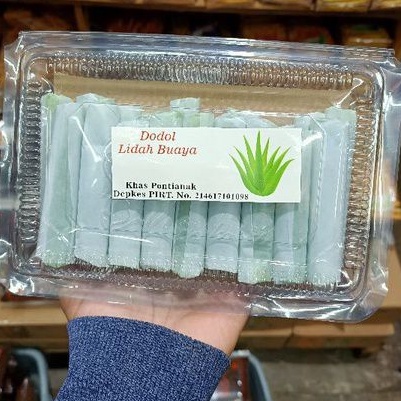 Dodol
Lidah Buaya
Khas Pontianak
Depkes PIRT. No. 214617101098